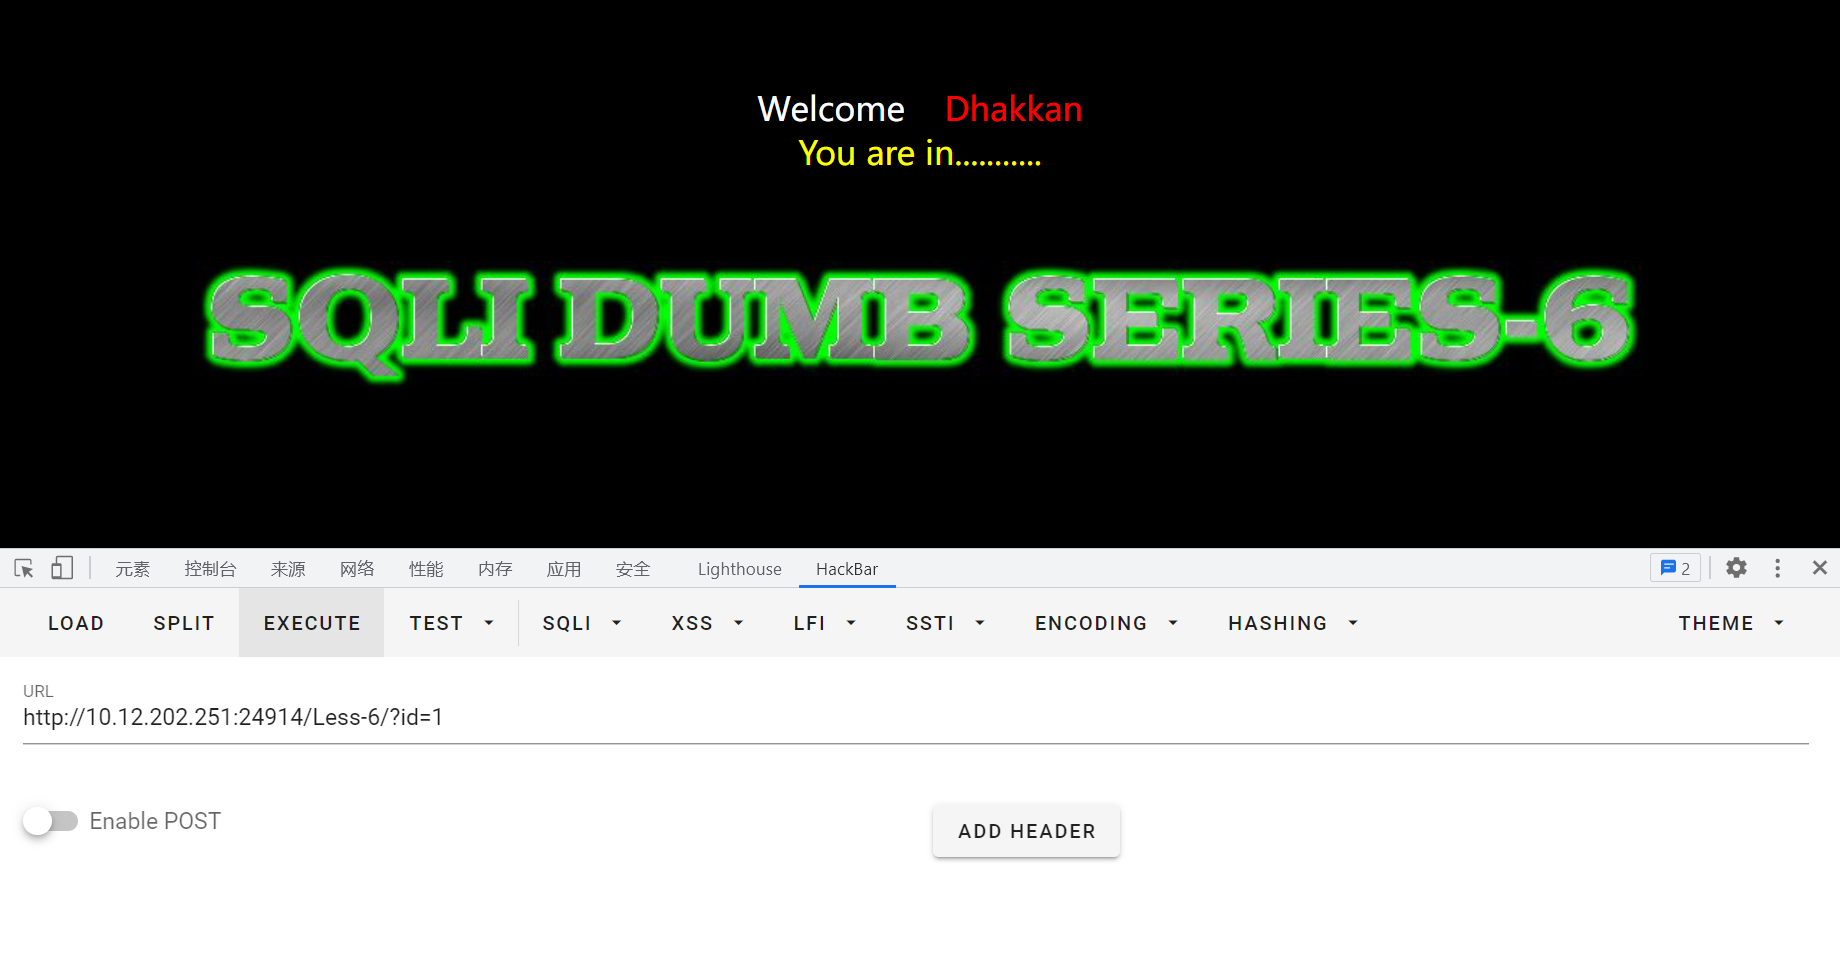 Welcome Dhakkan
You are in...........
SQLI DUMB SERIES-6
元素 控制台 来源 网络 性能 内存 应用 安全 Lighthouse HackBar 2
LOAD SPLIT EXECUTE TEST SQLI XSS LFI SSTI ENCODING HASHING THEME
URL
http://10.12.202.251:24914/Less-6/?id=1
Enable POST
ADD HEADER